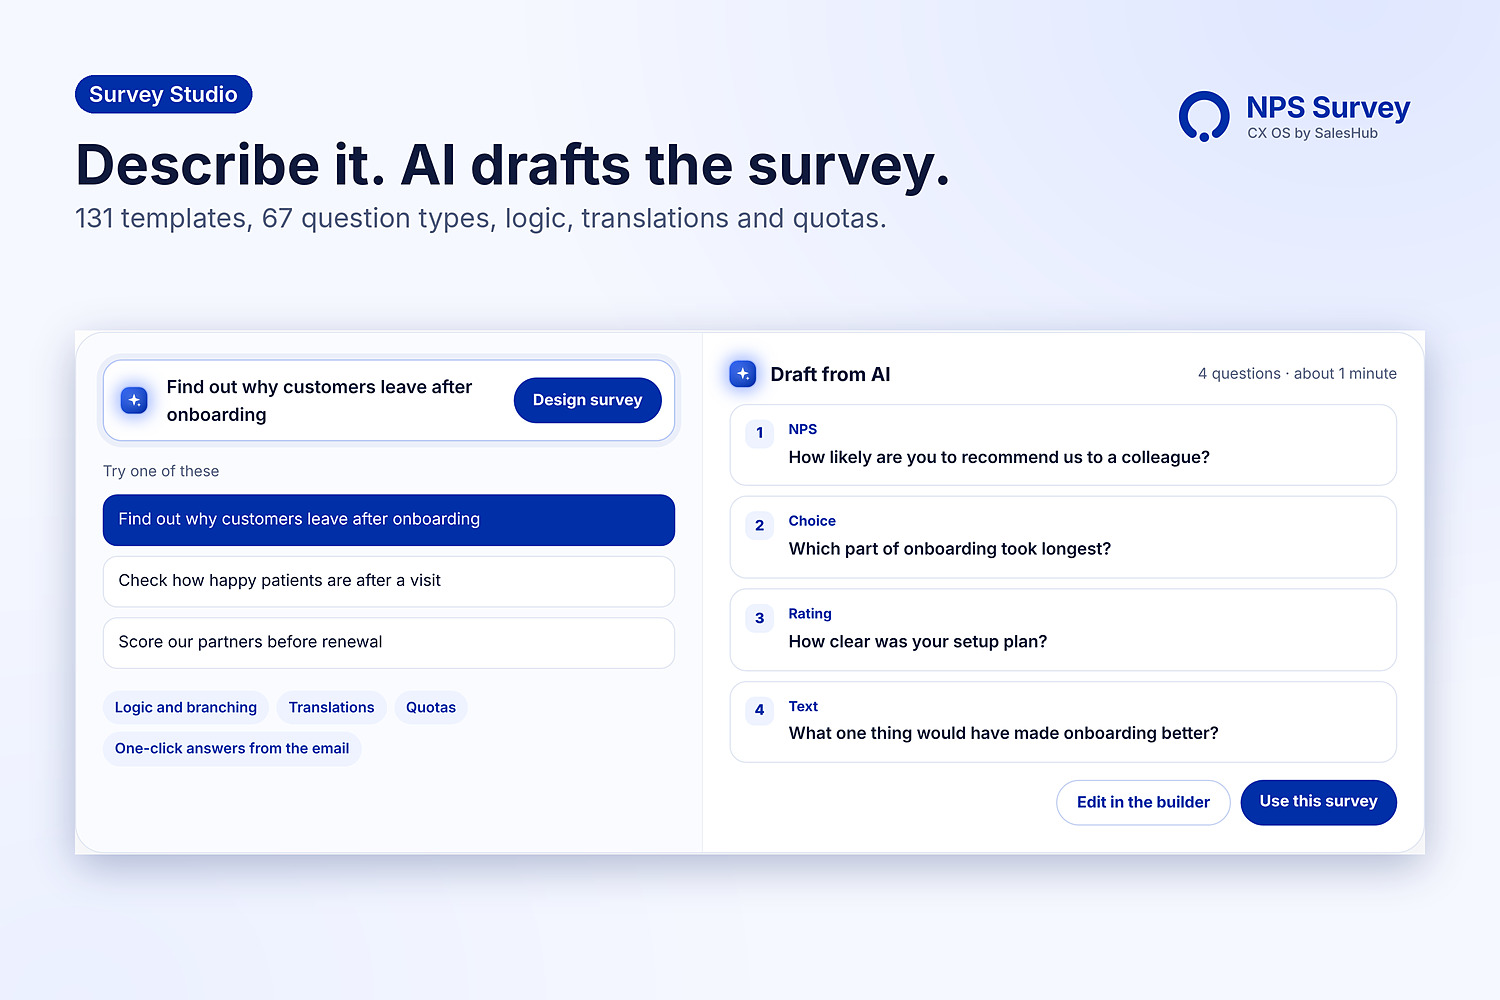 Survey Studio
NPS Survey
CX OS by SalesHub
Describe it. AI drafts the survey.
131 templates, 67 question types, logic, translations and quotas.
Find out why customers leave after
onboarding
Design survey
Try one of these
Find out why customers leave after onboarding
Check how happy patients are after a visit
Score our partners before renewal
Logic and branching
Translations
Quotas
One-click answers from the email
Draft from AI
4 questions · about 1 minute
1
NPS
How likely are you to recommend us to a colleague?
2
Choice
Which part of onboarding took longest?
3
Rating
How clear was your setup plan?
4
Text
What one thing would have made onboarding better?
Edit in the builder
Use this survey